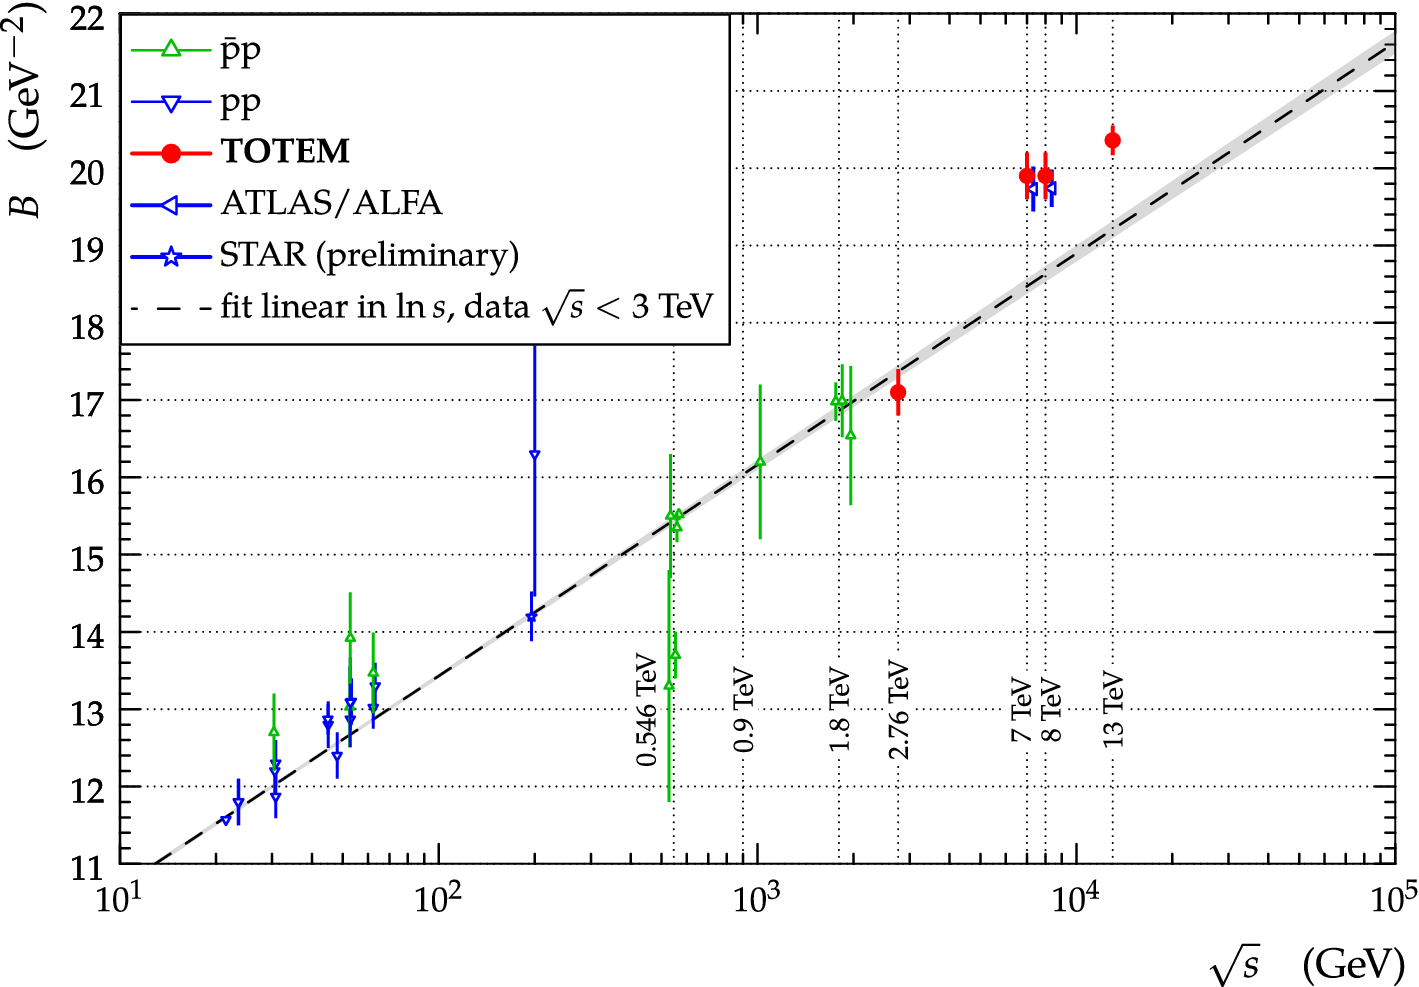 B (GeV⁻²)
22
21
20
19
18
17
16
15
14
13
12
11
p̄p
pp
TOTEM
ATLAS/ALFA
STAR (preliminary)
fit linear in ln s, data √s < 3 TeV
0.546 TeV
0.9 TeV
1.8 TeV
2.76 TeV
7 TeV
8 TeV
13 TeV
10¹ 10² 10³ 10⁴ 10⁵
√s (GeV)